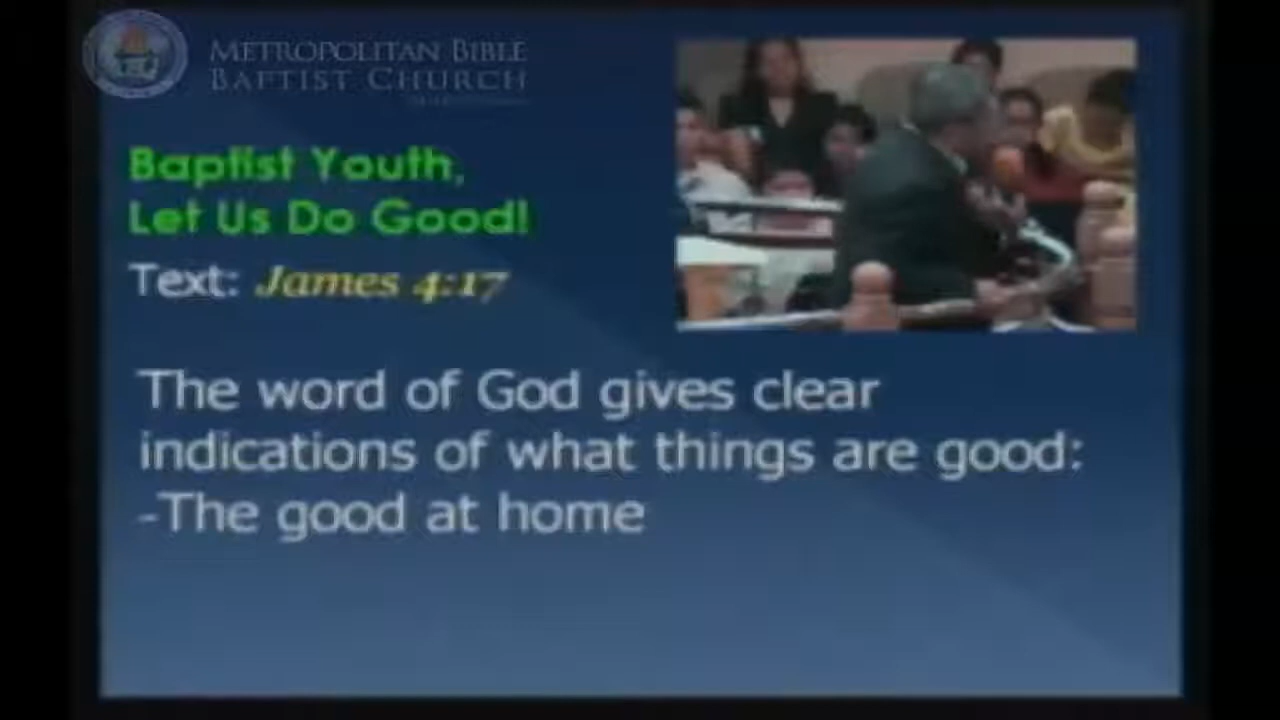 METROPOLITAN BIBLE
BAPTIST CHURCH
Baptist Youth,
Let Us Do Good!
Text: James 4:17
The word of God gives clear
indications of what things are good:
-The good at home